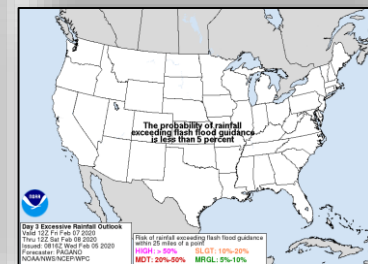 The probability of rainfall
exceeding flash flood guidance
is less than 5 percent
NOAA
Day 3 Excessive Rainfall Outlook
Valid 12Z Fri Feb 07 2020
Thru 12Z Sat Feb 08 2020
Issued: 0816Z Wed Feb 05 2020
Forecaster: PAGANO
NOAA/NWS/NCEP/WPC
Risk of rainfall exceeding flash flood guidance
within 25 miles of a point
HIGH: > 50% SLGT: 10%-20%
MDT: 20%-50% MRGL: 5%-10%